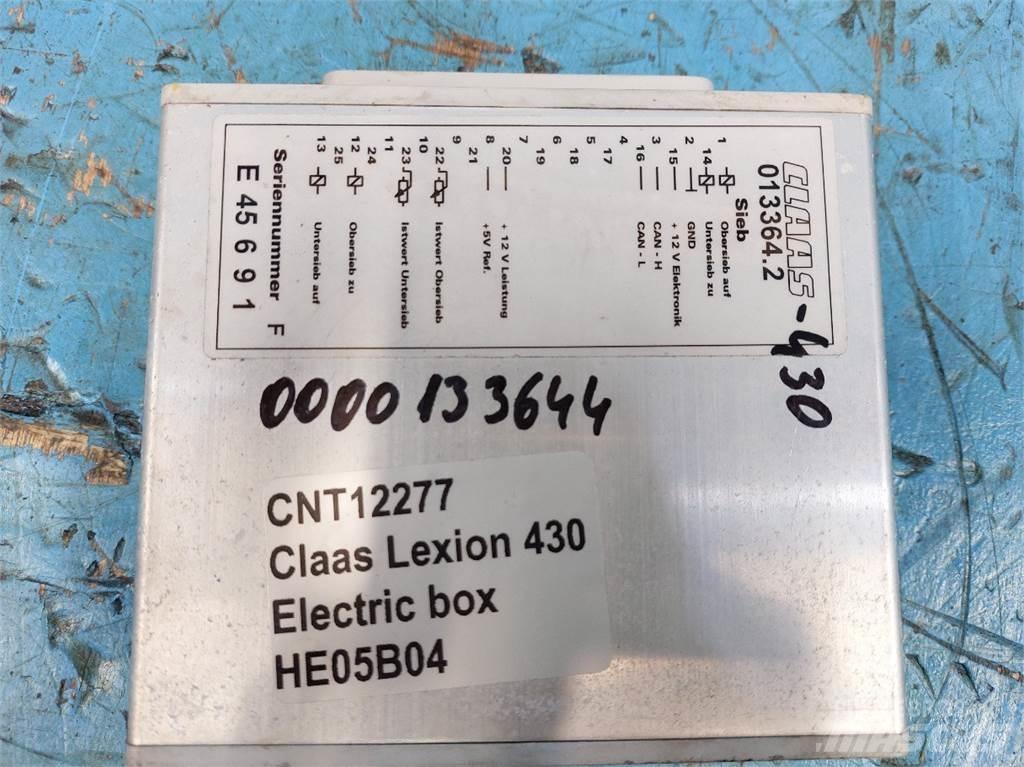 CLAAS -430
013364.2
Sieb
1 Obersieb auf
14 Untersieb zu
2 GND
15 + 12 V Elektronik
3 CAN - H
16 CAN - L
4
17
5
18
6
19
7
20 + 12 V Leistung
8 +5V Ref.
21
9
22 Istwert Obersieb
10
23 Istwert Untersieb
11
24
12 Obersieb zu
25
13 Untersieb auf
Seriennummer F
E 45 6 9 1
0000133644
CNT12277
Claas Lexion 430
Electric box
HE05B04